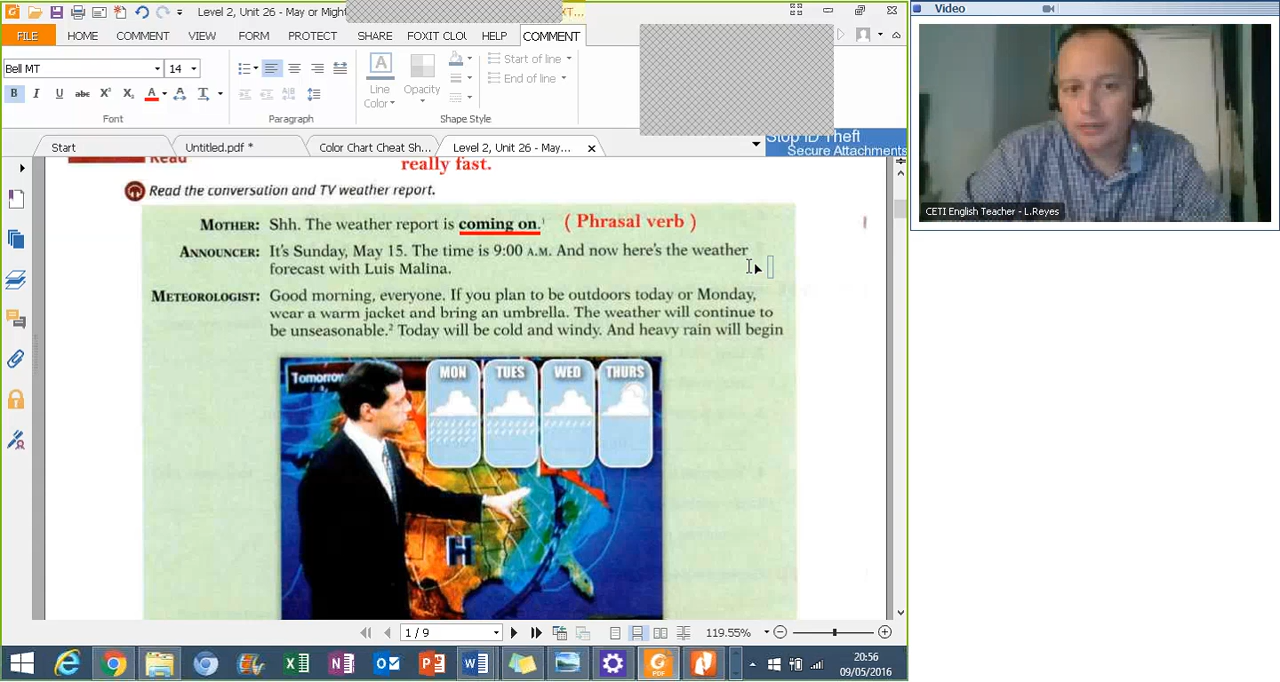 Level 2, Unit 26 - May or Migh
T...
FILE HOME COMMENT VIEW FORM PROTECT SHARE FOXIT CLOU HELP COMMENT
Bell MT 14 Start of line
End of line
B I U abc X² X₂ A A T Line Color Opacity
Font Paragraph Shape Style
Stop ID Theft
Secure Attachments
Start Untitled.pdf * Color Chart Cheat Sh... Level 2, Unit 26 - May...
Read
really fast.
Read the conversation and TV weather report.
MOTHER: Shh. The weather report is coming on.¹ ( Phrasal verb )
ANNOUNCER: It's Sunday, May 15. The time is 9:00 A.M. And now here's the weather
forecast with Luis Malina.
METEOROLOGIST: Good morning, everyone. If you plan to be outdoors today or Monday,
wear a warm jacket and bring an umbrella. The weather will continue to
be unseasonable.² Today will be cold and windy. And heavy rain will begin
Tomorrow
MON TUES WED THURS
H
1 / 9 119.55%
20:56
09/05/2016
Video
CETI English Teacher - L.Reyes